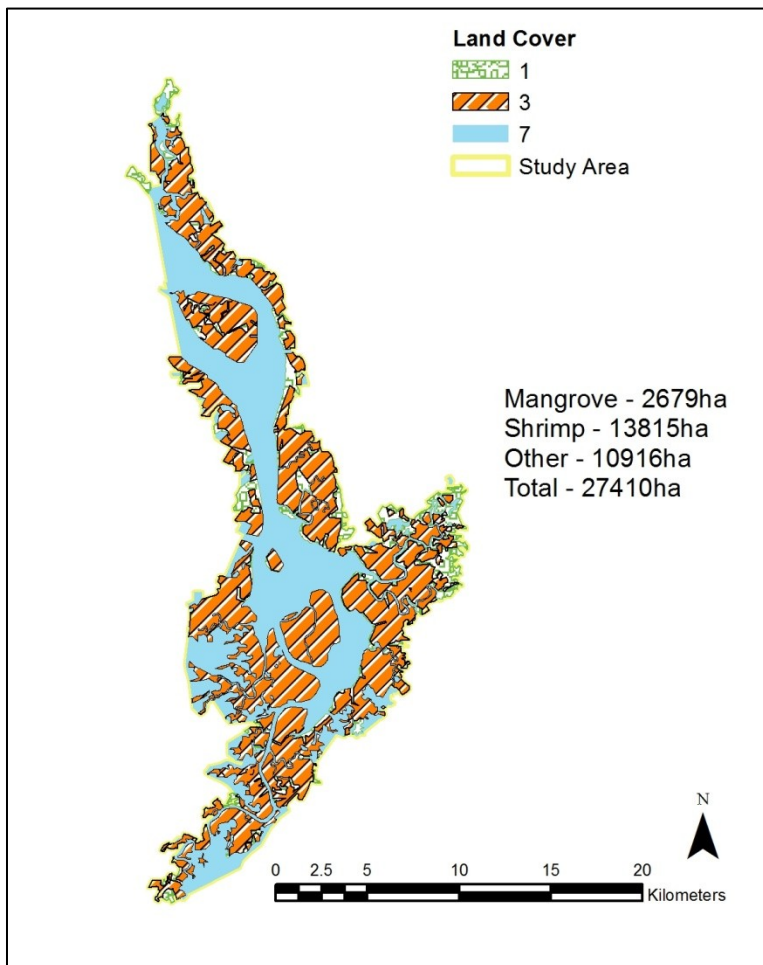 Land Cover
1
3
7
Study Area
Mangrove - 2679ha
Shrimp - 13815ha
Other - 10916ha
Total - 27410ha
N
0 2.5 5 10 15 20
Kilometers